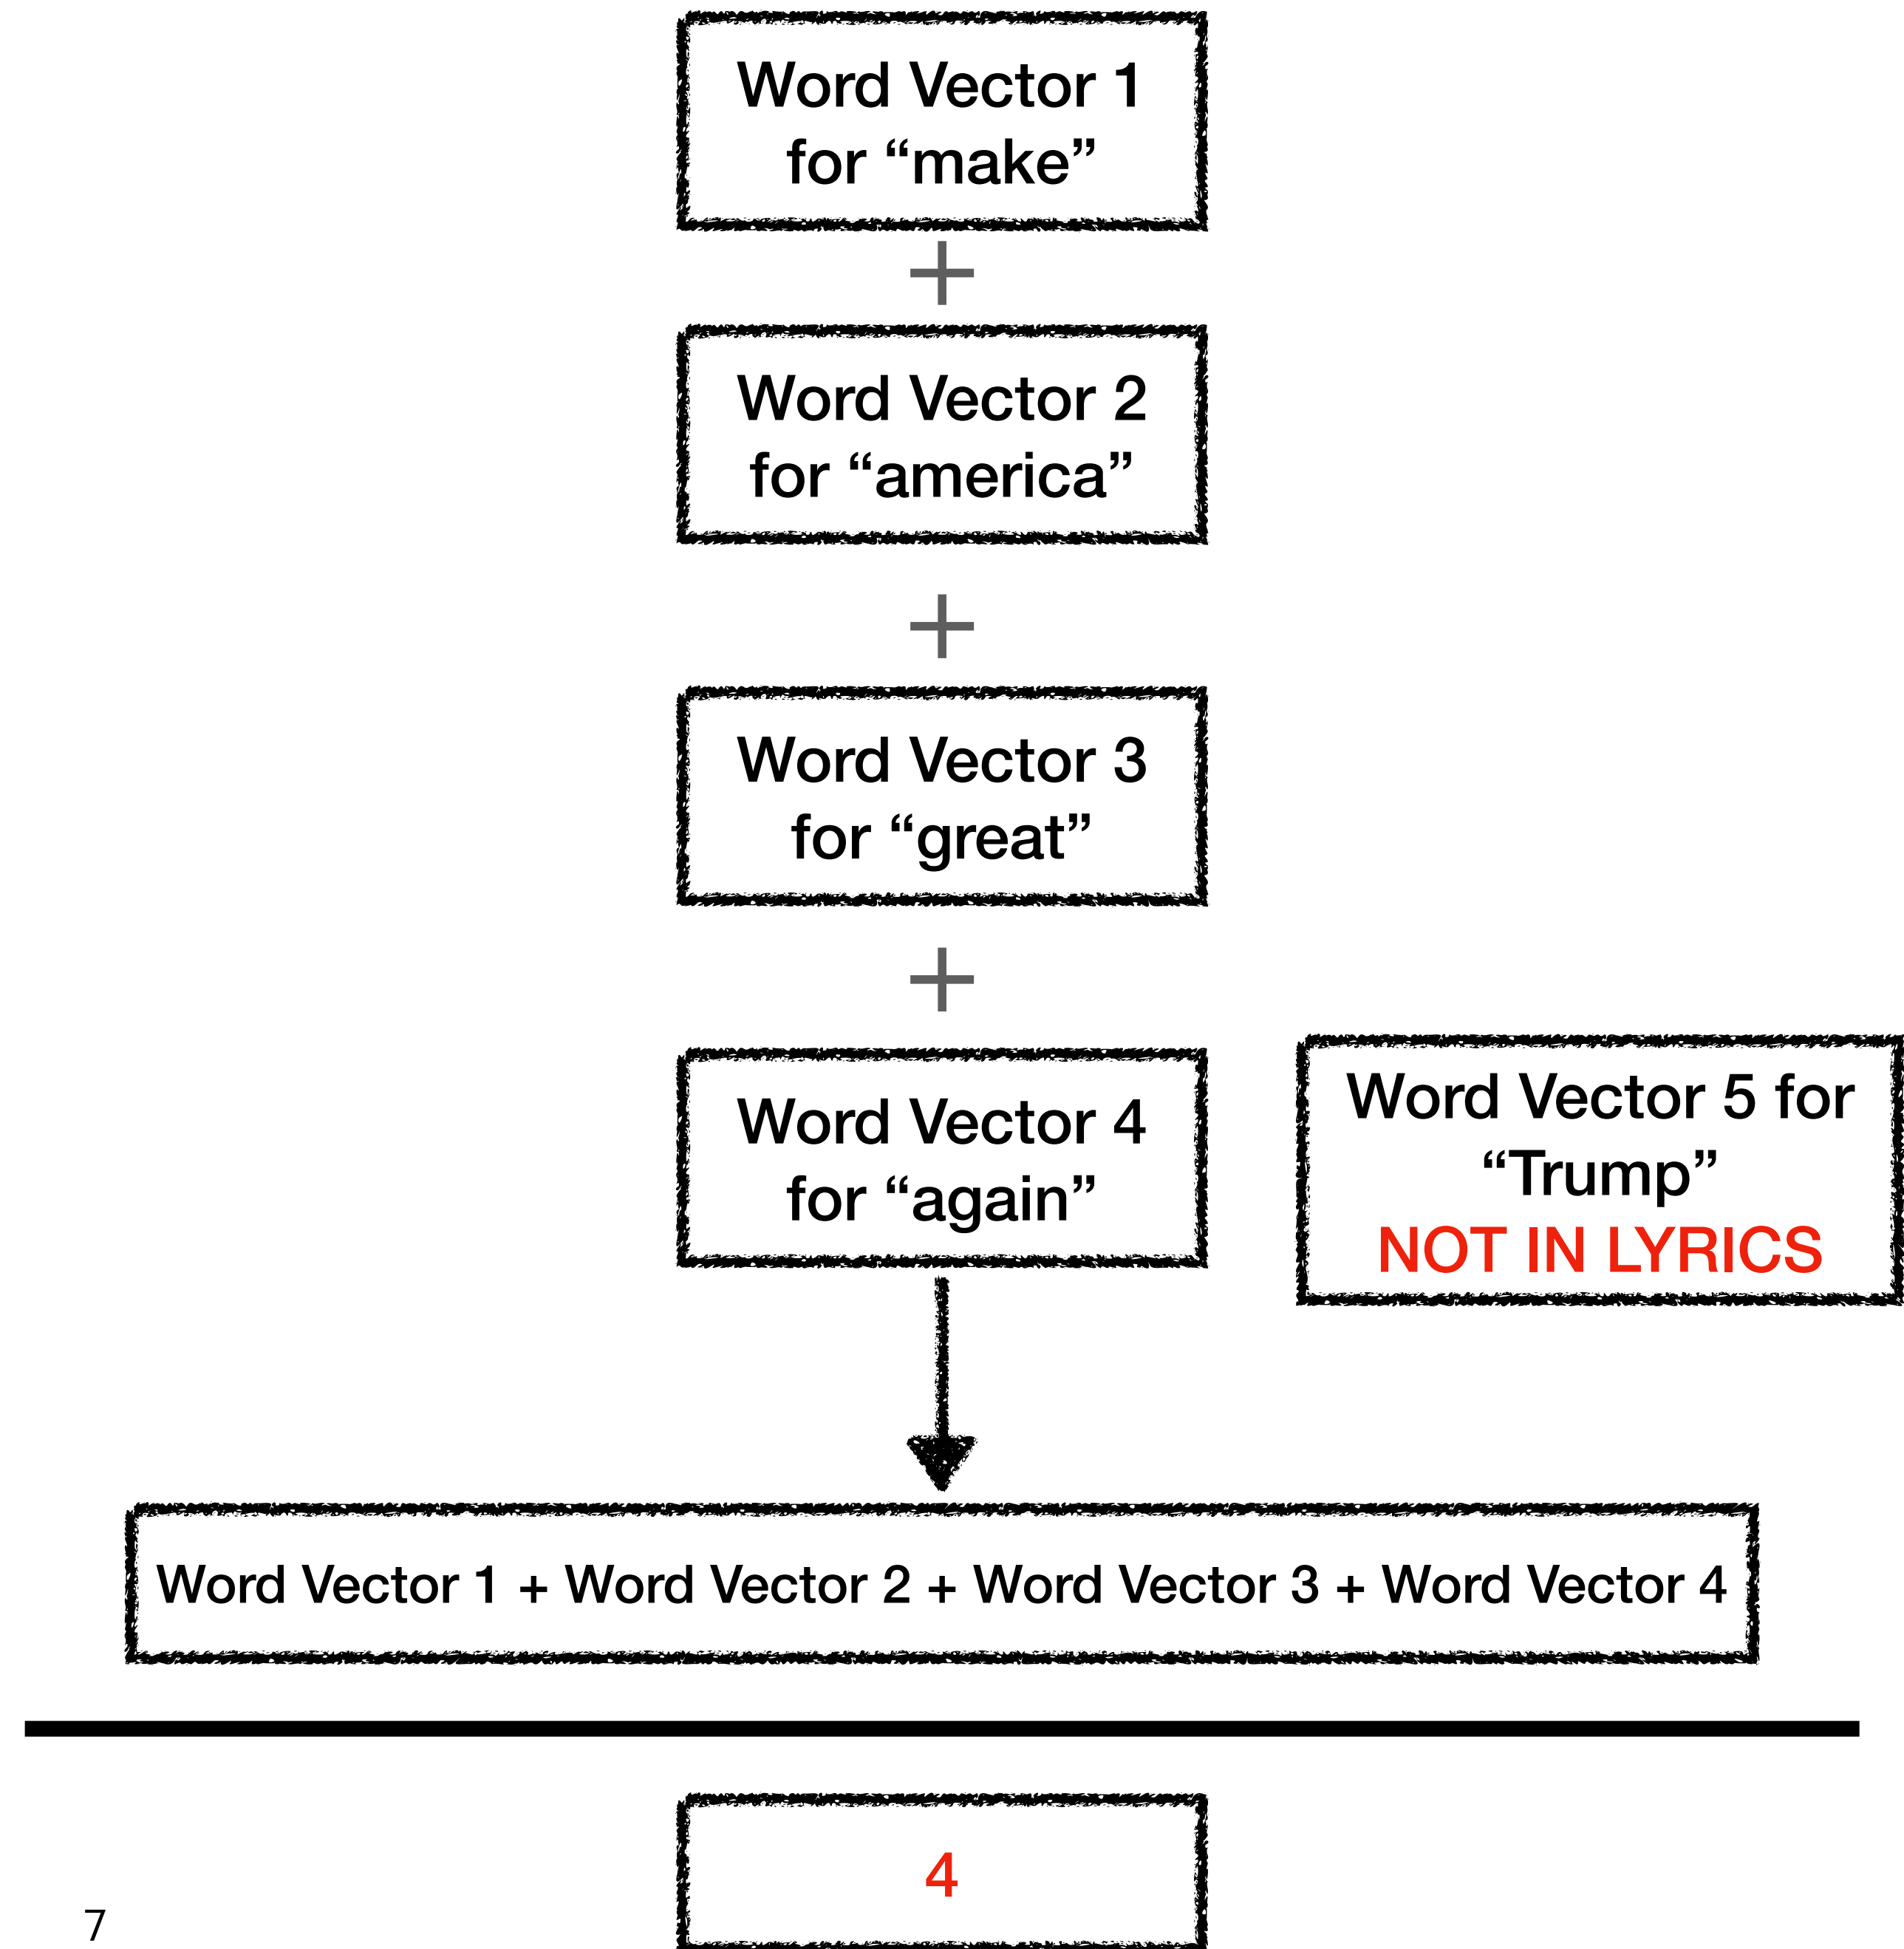 Word Vector 1
for “make”
+
Word Vector 2
for “america”
+
Word Vector 3
for “great”
+
Word Vector 4
for “again”
Word Vector 5 for
“Trump”
NOT IN LYRICS
Word Vector 1 + Word Vector 2 + Word Vector 3 + Word Vector 4
4
7